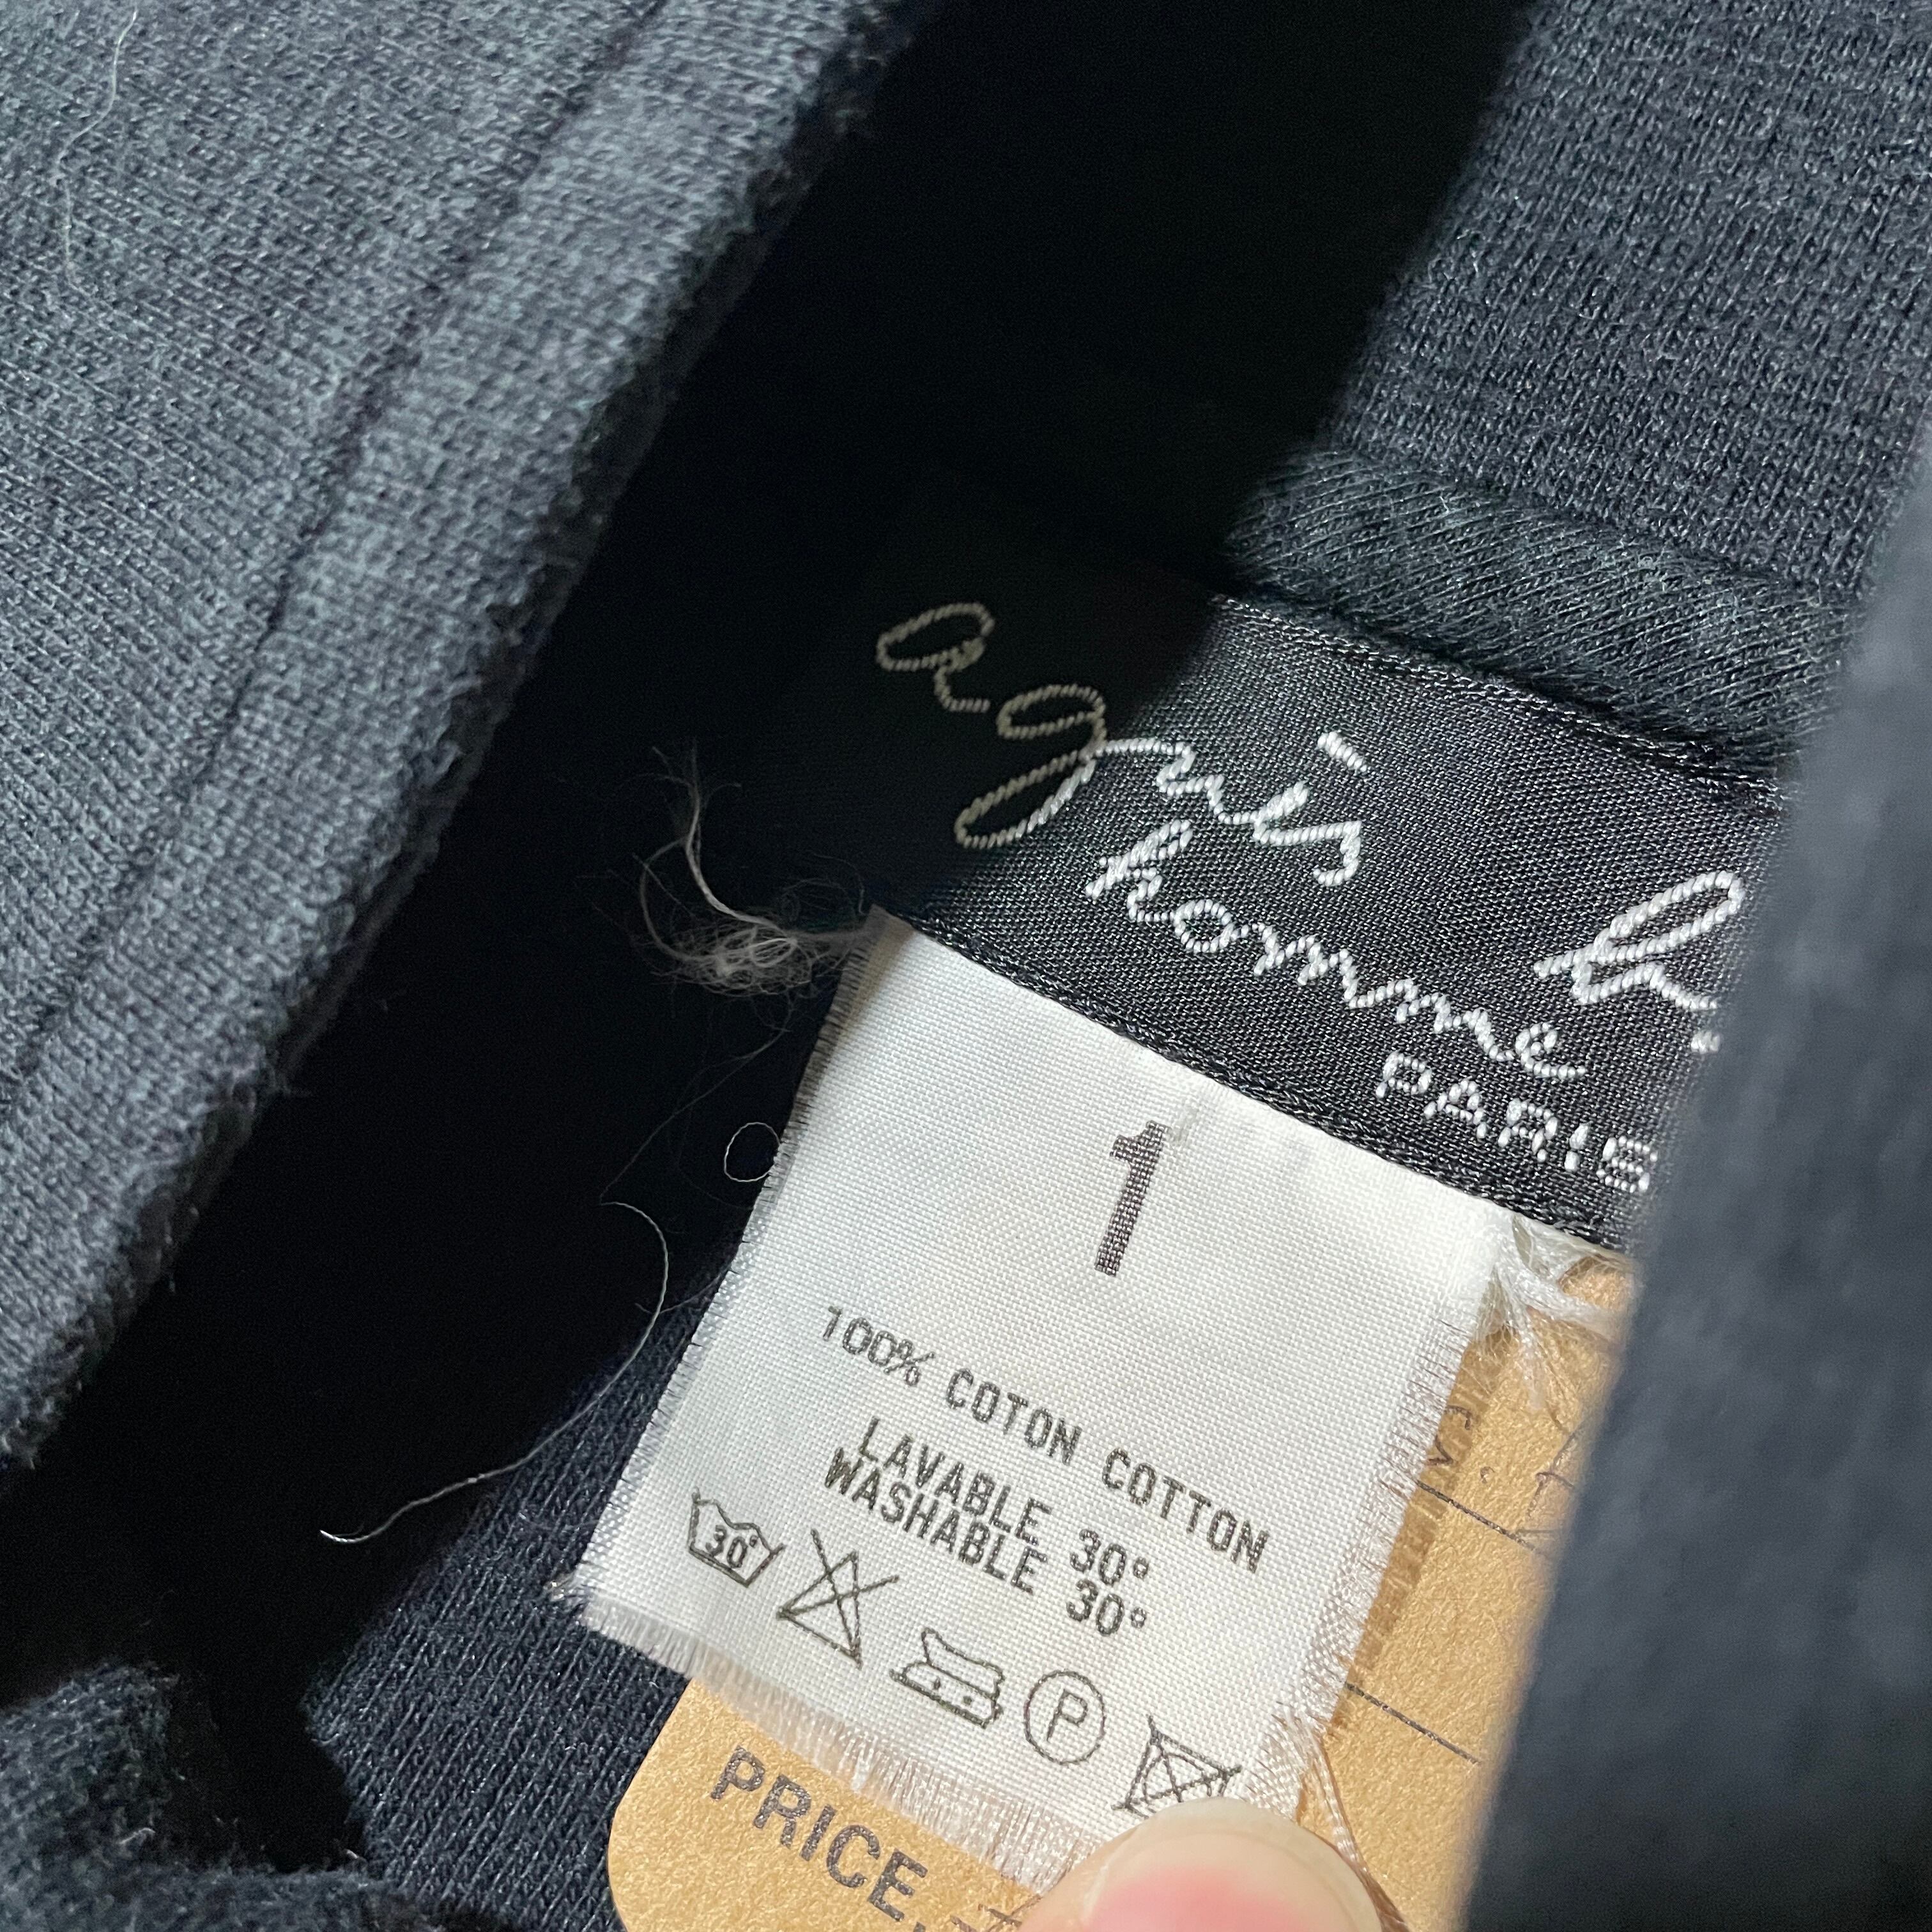 agnès b.
homme
PARIS
1
100% COTON COTTON
LAVABLE 30°
WASHABLE 30°
30°
P
PRICE,